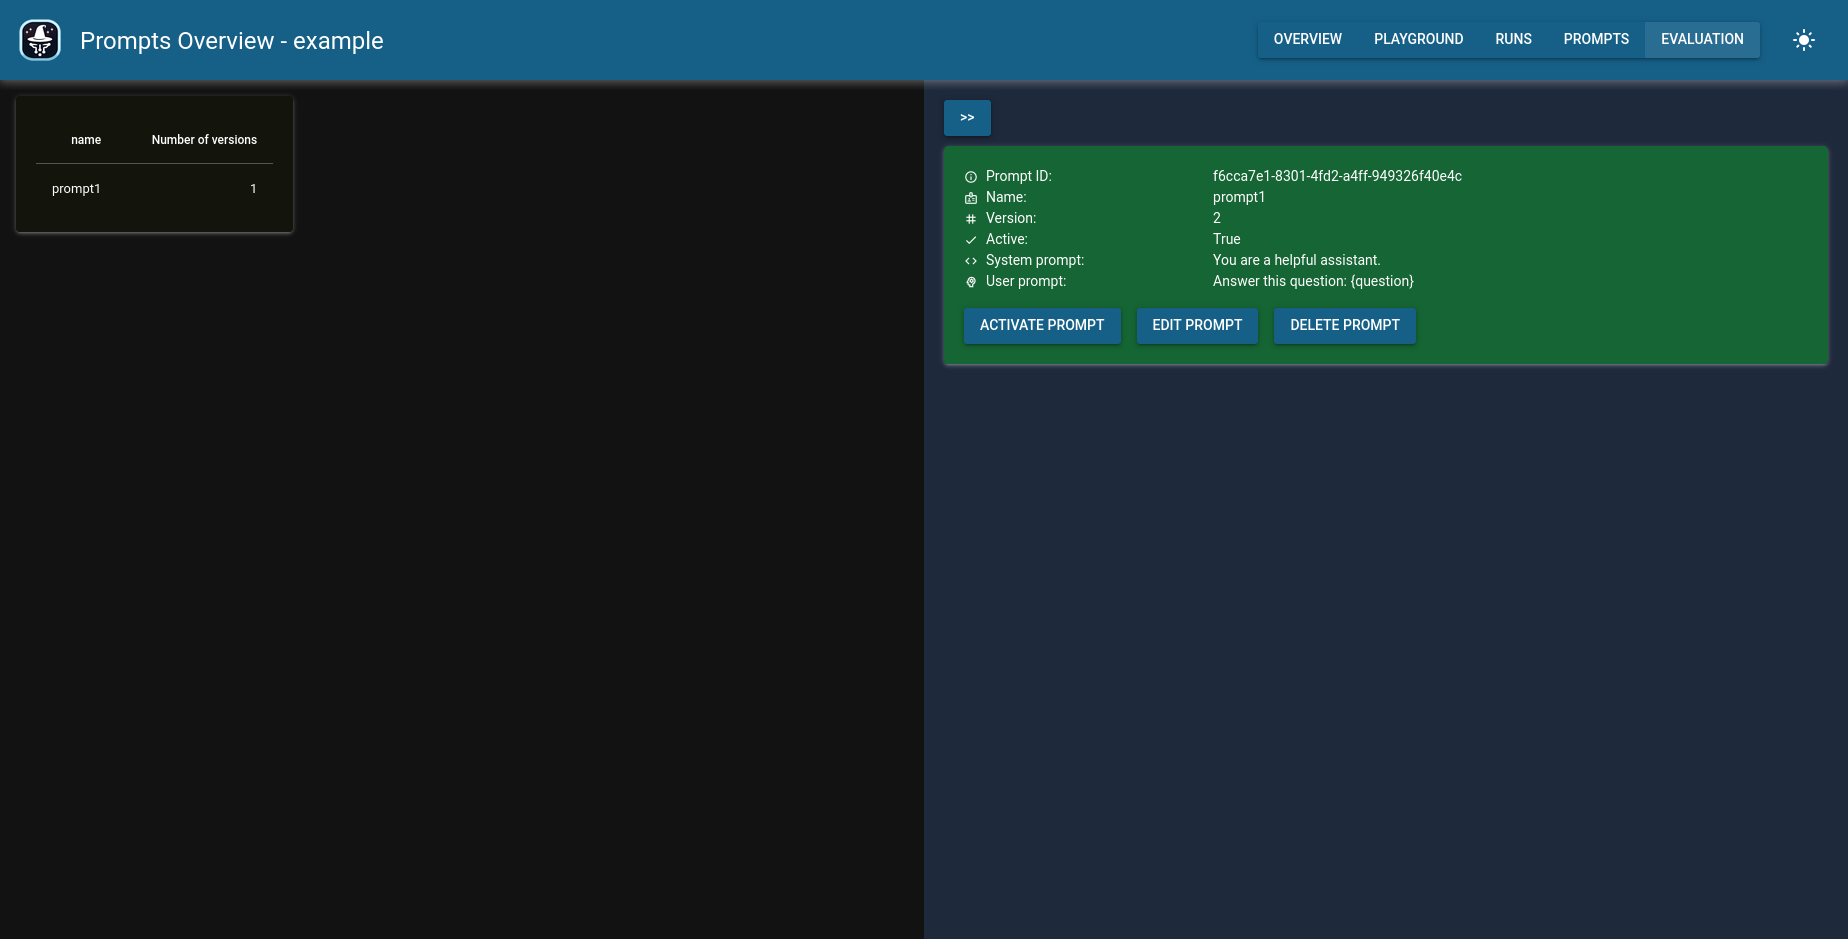 Prompts Overview - example
OVERVIEW PLAYGROUND RUNS PROMPTS EVALUATION
name Number of versions
prompt1 1
>>
Prompt ID: f6cca7e1-8301-4fd2-a4ff-949326f40e4c
Name: prompt1
Version: 2
Active: True
System prompt: You are a helpful assistant.
User prompt: Answer this question: {question}
ACTIVATE PROMPT EDIT PROMPT DELETE PROMPT